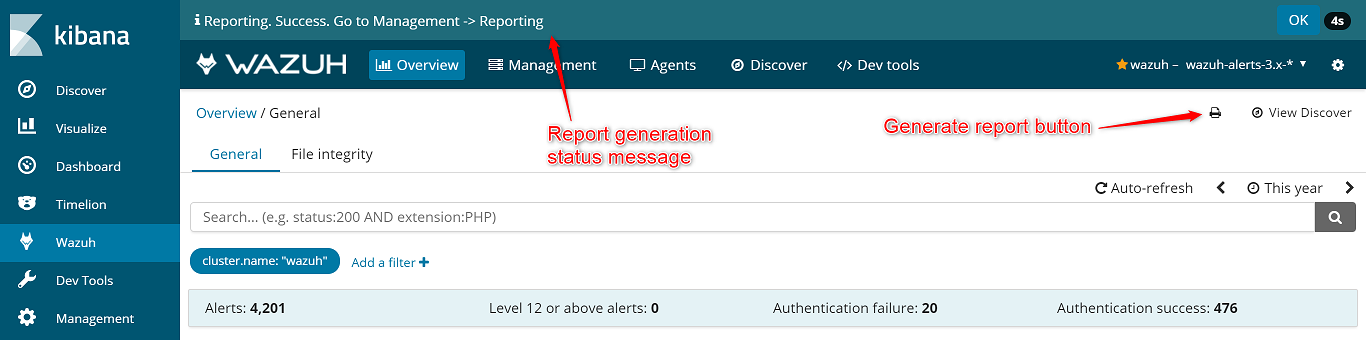 kibana
Discover
Visualize
Dashboard
Timelion
Wazuh
Dev Tools
Management
Reporting. Success. Go to Management -> Reporting
OK
4s
WAZUH
Overview
Management
Agents
Discover
Dev tools
wazuh – wazuh-alerts-3.x-*
Overview / General
View Discover
Report generation
status message
Generate report button
General
File integrity
Auto-refresh
This year
Search... (e.g. status:200 AND extension:PHP)
cluster.name: "wazuh"
Add a filter +
Alerts: 4,201
Level 12 or above alerts: 0
Authentication failure: 20
Authentication success: 476